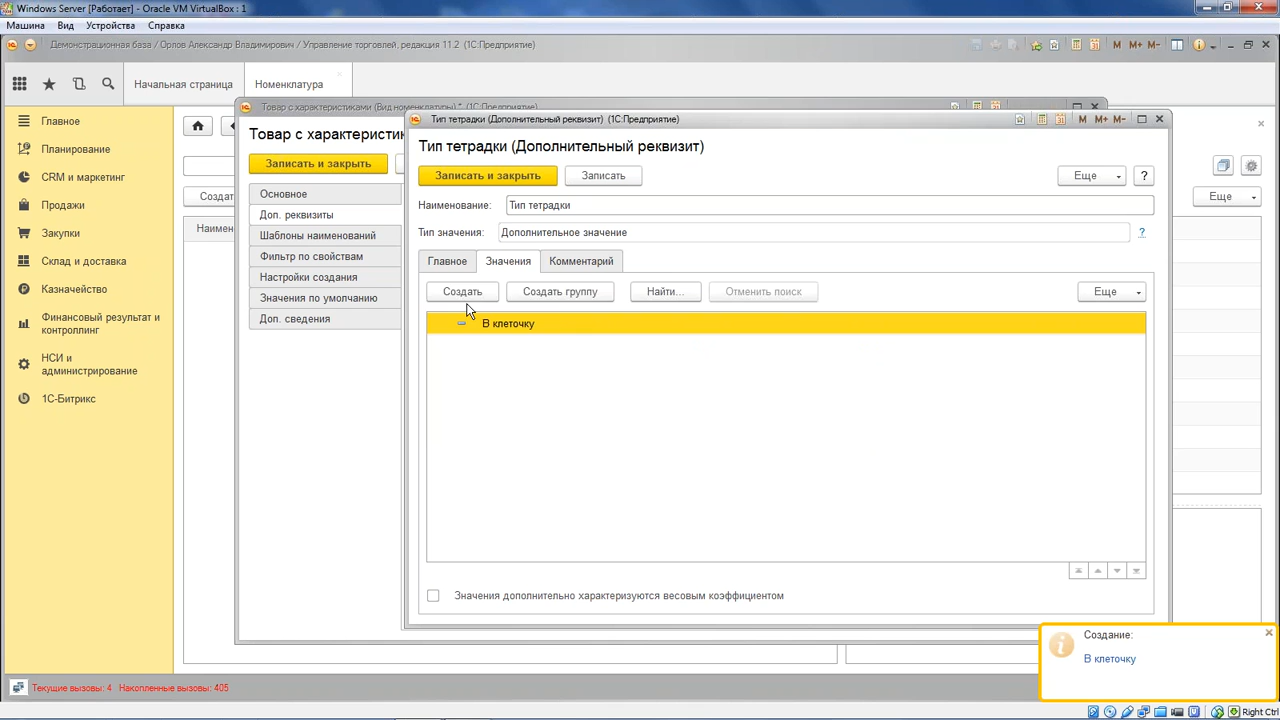 Windows Server [Работает] - Oracle VM VirtualBox : 1
Машина Вид Устройства Справка
Демонстрационная база / Орлов Александр Владимирович / Управление торговлей, редакция 11.2 (1С:Предприятие)
M M+ M-
Начальная страница
Номенклатура
Главное
Планирование
CRM и маркетинг
Продажи
Закупки
Склад и доставка
Казначейство
Финансовый результат и
контроллинг
НСИ и
администрирование
1С-Битрикс
Создат
Наимен
Еще
Товар с характеристиками (Вид номенклатуры) * (1С:Предприятие)
Товар с характеристик
Записать и закрыть
Основное
Доп. реквизиты
Шаблоны наименований
Фильтр по свойствам
Настройки создания
Значения по умолчанию
Доп. сведения
Тип тетрадки (Дополнительный реквизит) (1С:Предприятие)
M M+ M-
Тип тетрадки (Дополнительный реквизит)
Записать и закрыть Записать Еще ?
Наименование: Тип тетрадки
Тип значения: Дополнительное значение ?
Главное Значения Комментарий
Создать Создать группу Найти... Отменить поиск Еще
В клеточку
Значения дополнительно характеризуются весовым коэффициентом
Создание:
В клеточку
Текущие вызовы: 4 Накопленные вызовы: 405
Right Ctrl